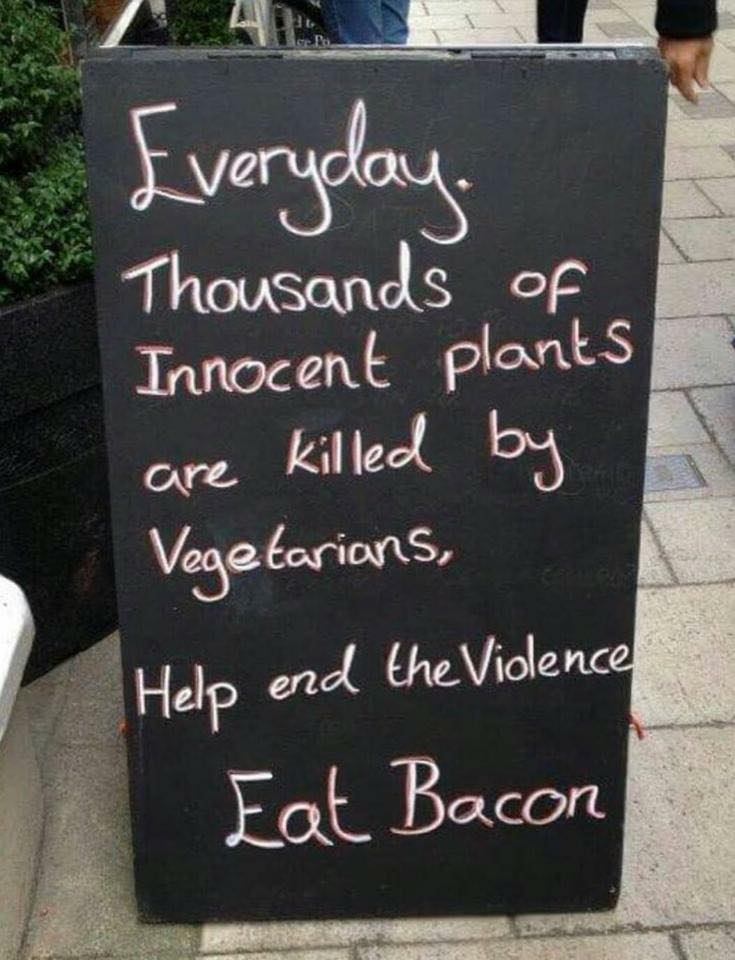 Everyday.
Thousands of
Innocent plants
are killed by
Vegetarians,
Help end the Violence
Eat Bacon